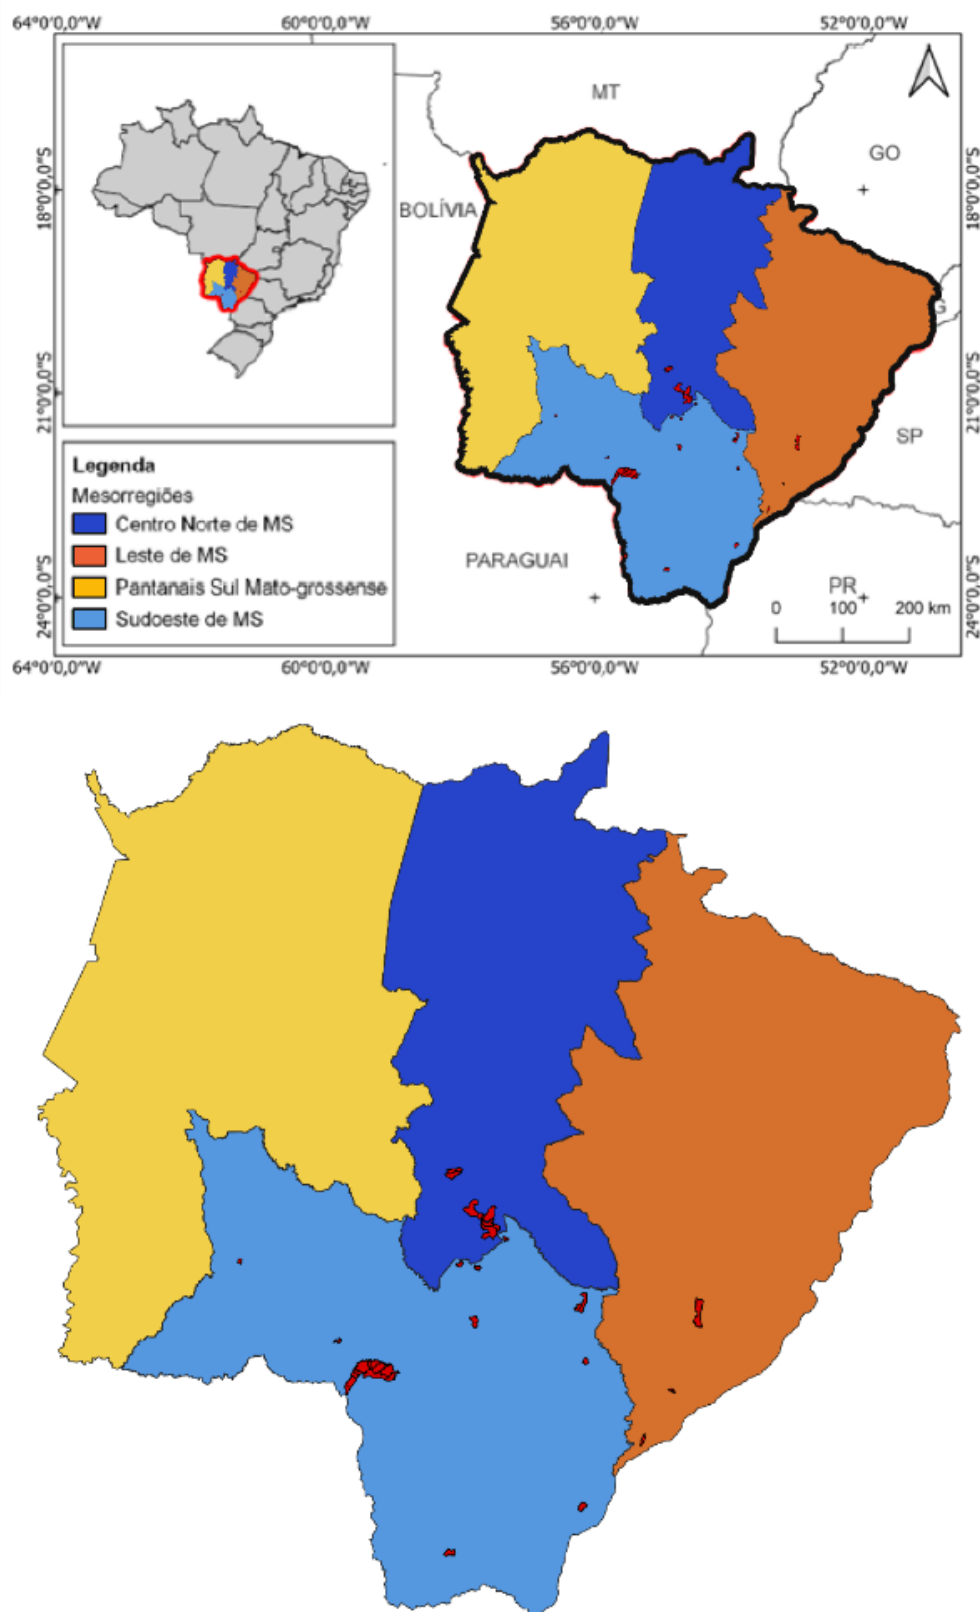 64°0'0,0"W 60°0'0,0"W 56°0'0,0"W 52°0'0,0"W
MT
GO
18°0'0,0"S
18°0'0,0"S
BOLÍVIA
G
21°0'0,0"S
21°0'0,0"S
SP
Legenda
Mesorregiões
Centro Norte de MS
Leste de MS
Pantanais Sul Mato-grossense
Sudoeste de MS
PARAGUAI
PR
24°0'0,0"S
24°0'0,0"S
0 100 200 km
64°0'0,0"W 60°0'0,0"W 56°0'0,0"W 52°0'0,0"W